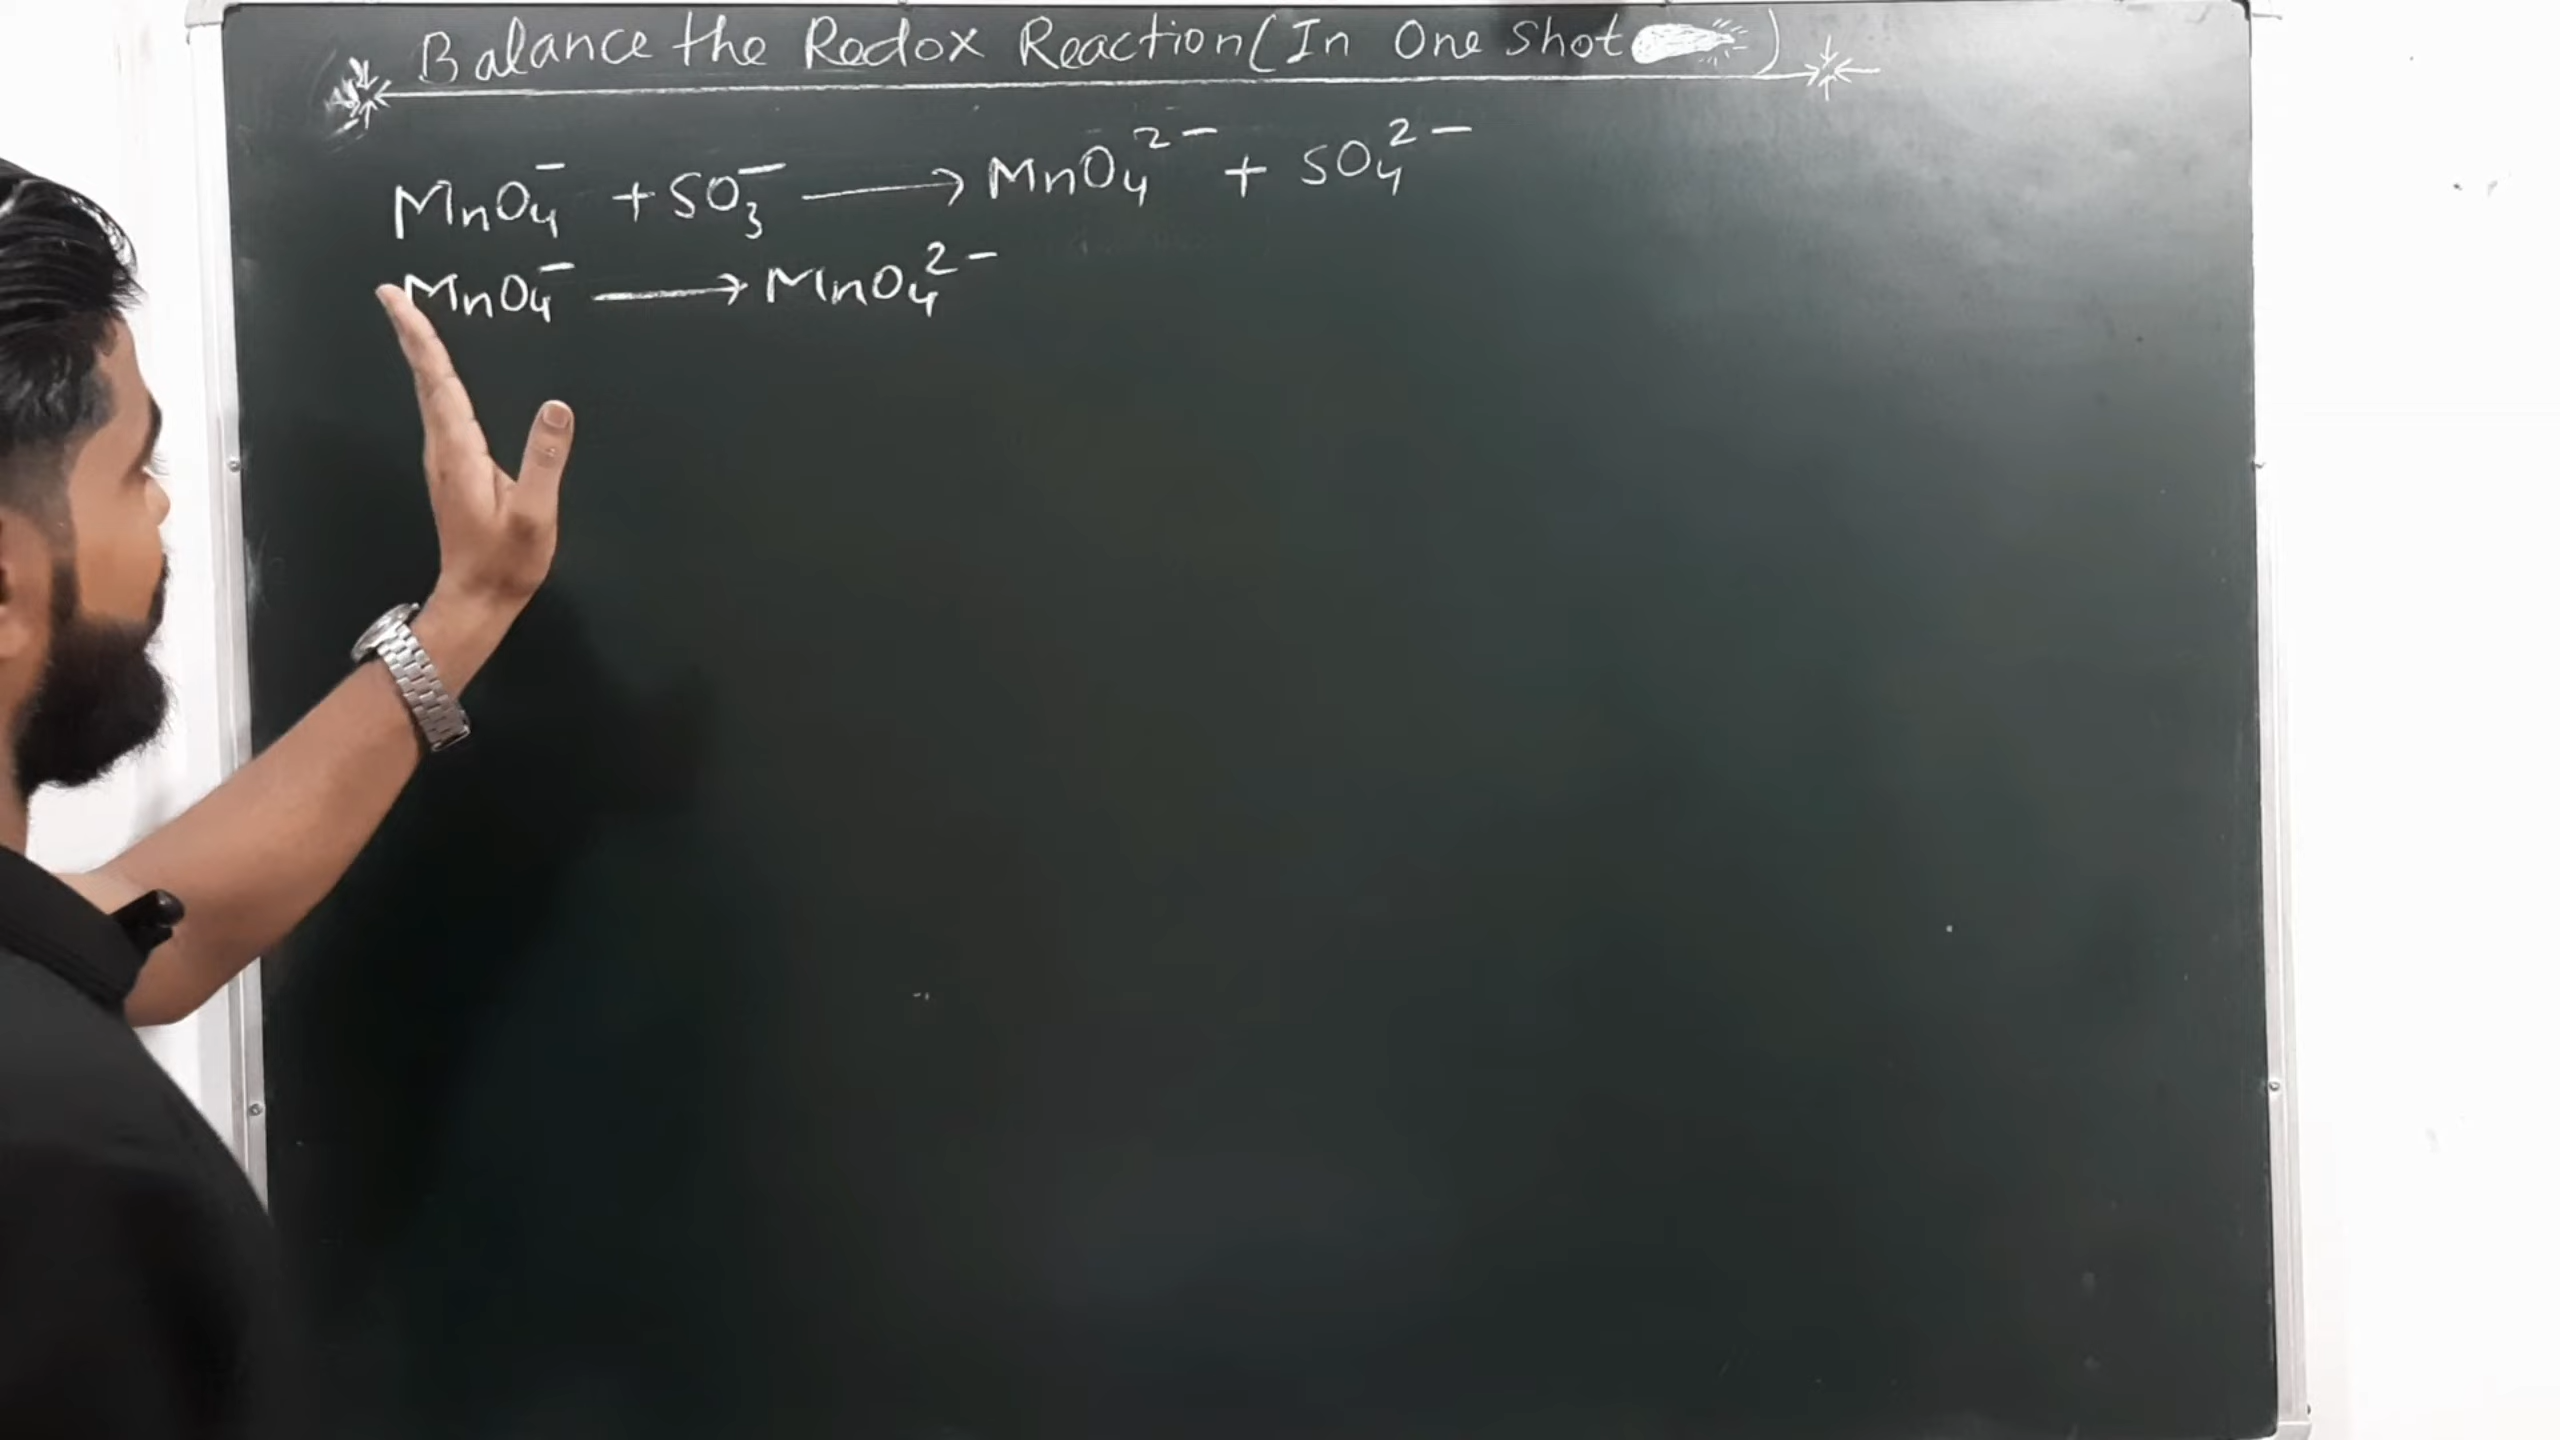 Balance the Redox Reaction (In One Shot)
MnO₄⁻ + SO₃⁻ ⟶ MnO₄²⁻ + SO₄²⁻
MnO₄⁻ ⟶ MnO₄²⁻